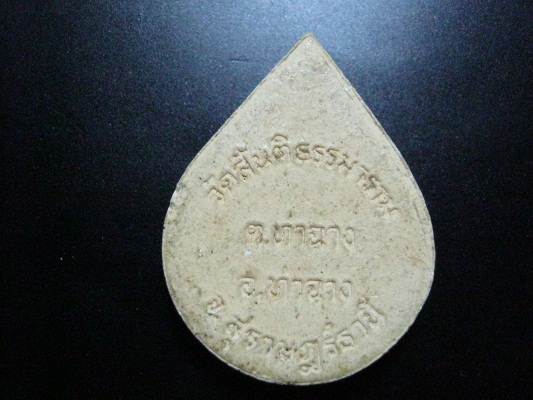 วัดสันติธรรมาราม
ต.ท่าฉาง
อ.ท่าฉาง
จ.สุราษฎร์ธานี